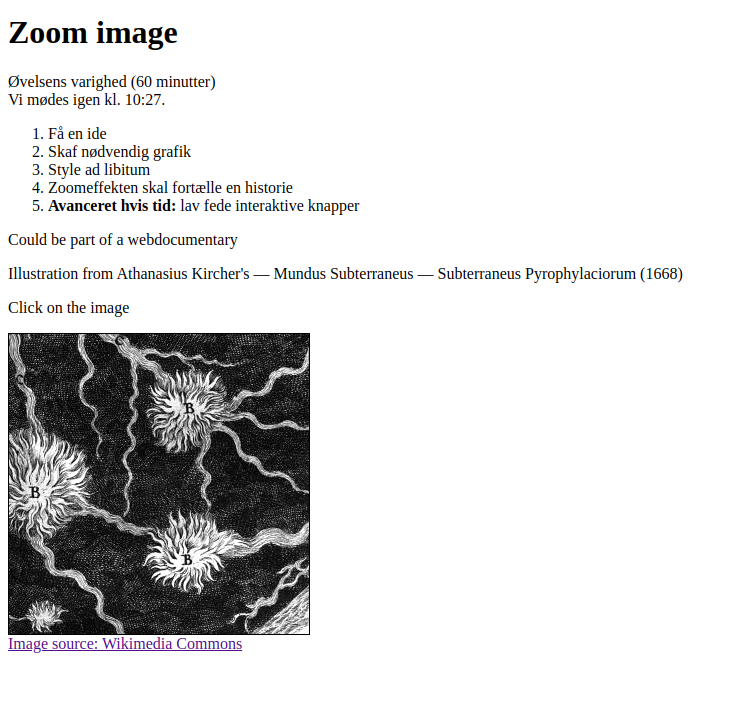 Zoom image
Øvelsens varighed (60 minutter)
Vi mødes igen kl. 10:27.
1. Få en ide
2. Skaf nødvendig grafik
3. Style ad libitum
4. Zoomeffekten skal fortælle en historie
5. Avanceret hvis tid: lav fede interaktive knapper
Could be part of a webdocumentary
Illustration from Athanasius Kircher's — Mundus Subterraneus — Subterraneus Pyrophylaciorum (1668)
Click on the image
C
C
B
B
B
Image source: Wikimedia Commons